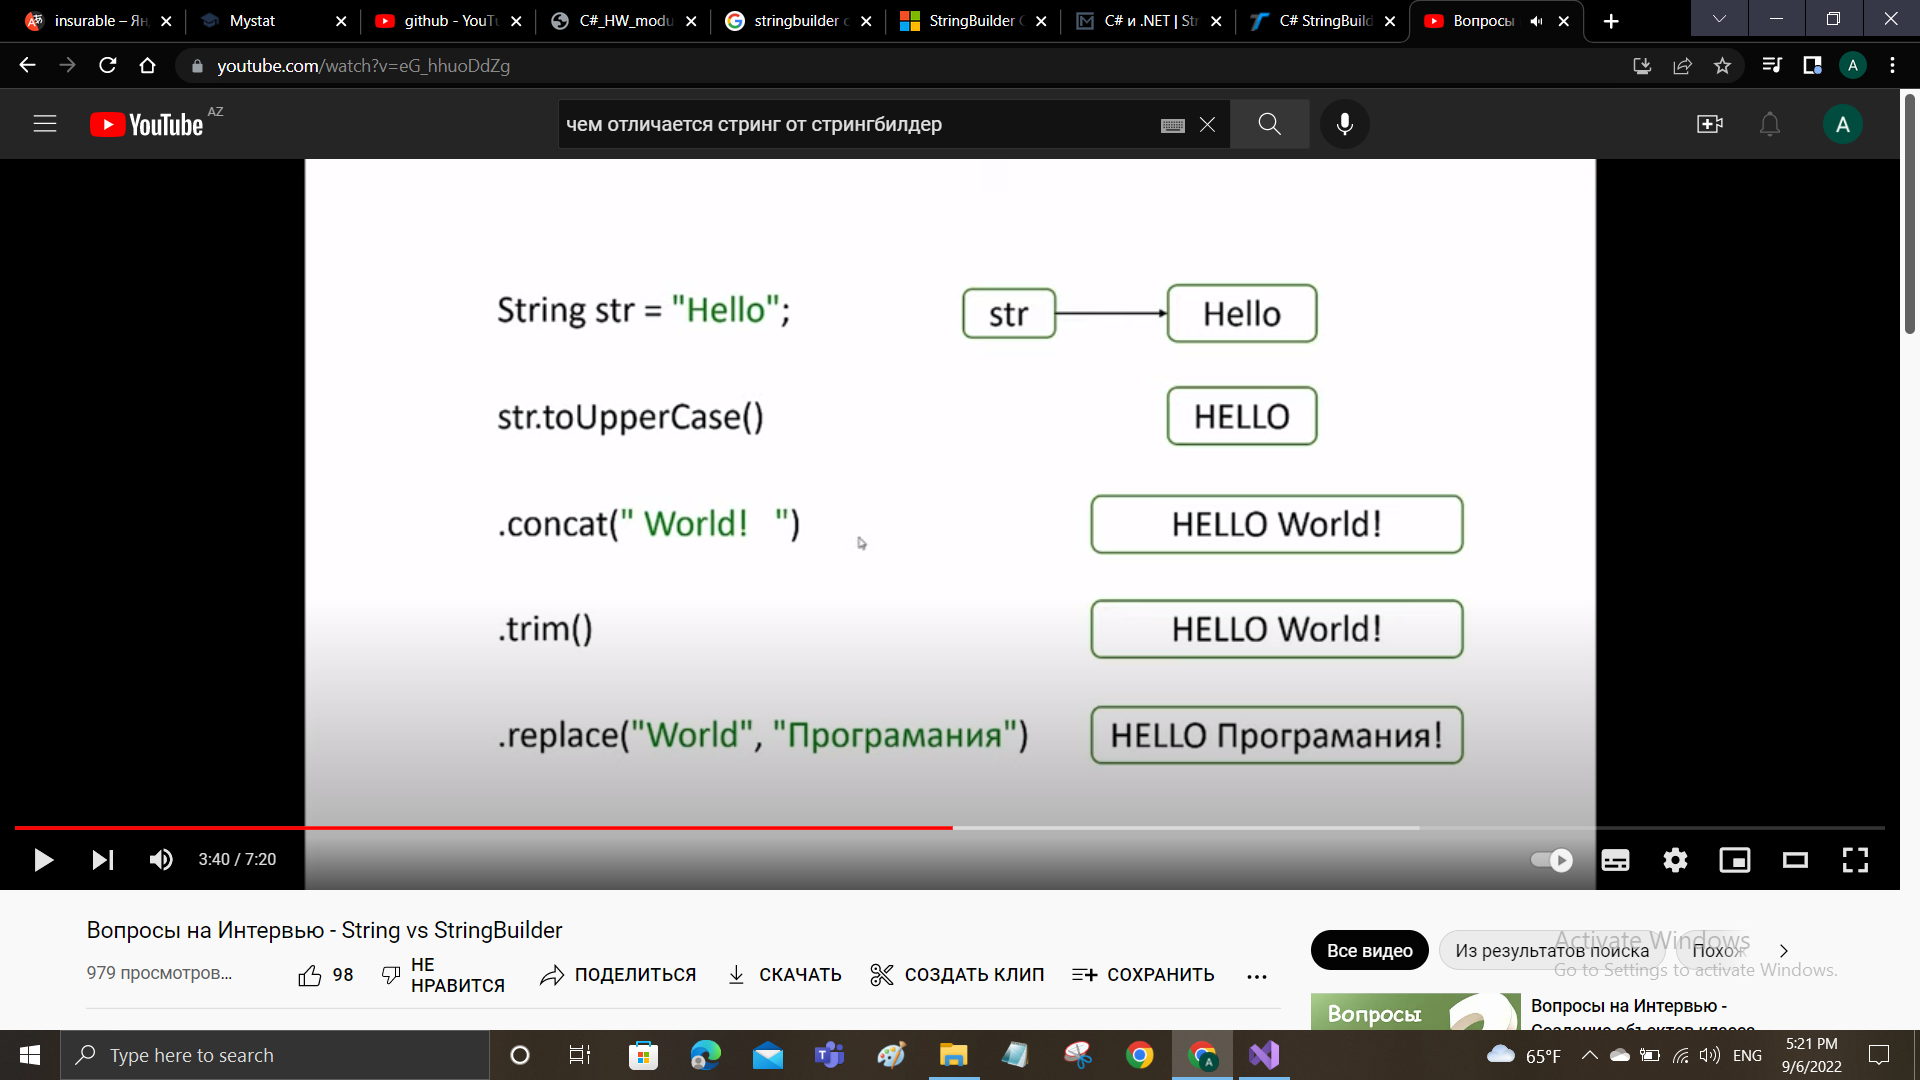 insurable – Ян
Mystat
github - YouTu
C#_HW_modu
stringbuilder c
StringBuilder C
C# и .NET | Str
C# StringBuild
Вопросы
youtube.com/watch?v=eG_hhuoDdZg
A
YouTube AZ
чем отличается стринг от стрингбилдер
A
String str = "Hello";
str
Hello
str.toUpperCase()
HELLO
.concat(" World!   ")
HELLO World!
.trim()
HELLO World!
.replace("World", "Програмания")
HELLO Програмания!
3:40 / 7:20
Вопросы на Интервью - String vs StringBuilder
979 просмотров...
98
НЕ
НРАВИТСЯ
ПОДЕЛИТЬСЯ
СКАЧАТЬ
СОЗДАТЬ КЛИП
СОХРАНИТЬ
Все видео
Из результатов поиска
Похож
Activate Windows
Go to Settings to activate Windows.
Вопросы
Вопросы на Интервью -
Создание объектов класса
Type here to search
A
65°F
ENG
5:21 PM
9/6/2022